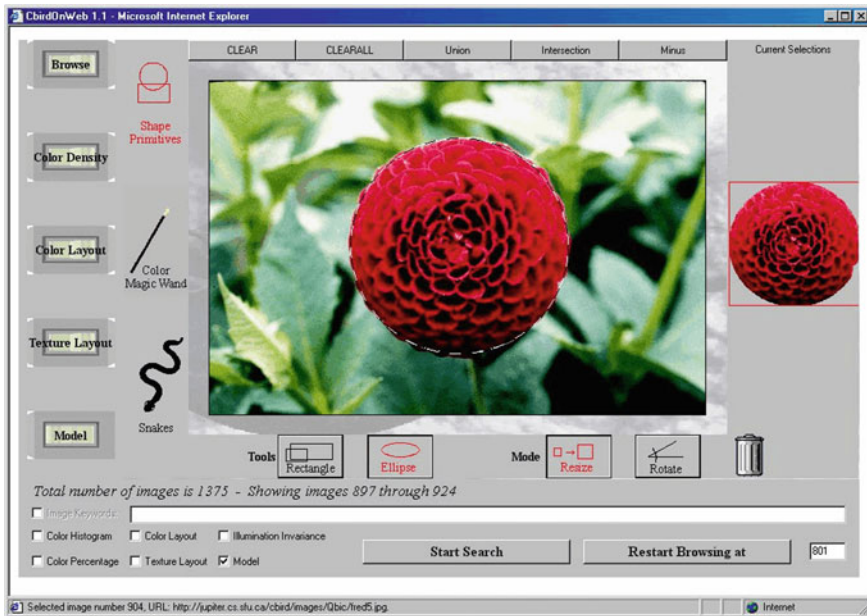 CbirdOnWeb 1.1 - Microsoft Internet Explorer
CLEAR
CLEARALL
Union
Intersection
Minus
Current Selections
Browse
Shape
Primitives
Color Density
Color Layout
Color
Magic Wand
Texture Layout
Snakes
Model
Tools
Rectangle
Ellipse
Mode
Resize
Rotate
Total number of images is 1375 - Showing images 897 through 924
Image Keywords:
Color Histogram
Color Layout
Illumination Invariance
Color Percentage
Texture Layout
Model
Start Search
Restart Browsing at
801
Selected image number 904, URL: http://jupiter.cs.sfu.ca/cbird/images/Qbic/fred5.jpg.
Internet